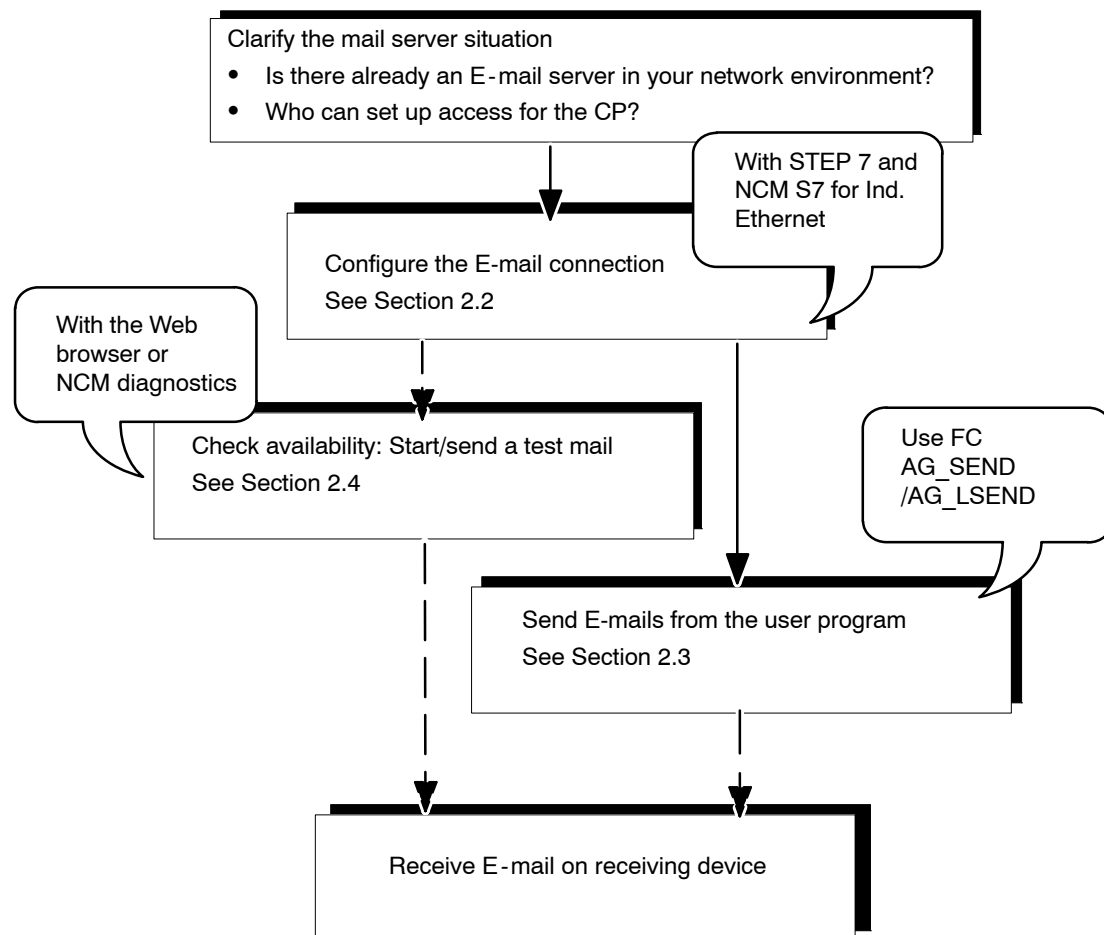 Clarify the mail server situation
• Is there already an E-mail server in your network environment?
• Who can set up access for the CP?
With STEP 7 and
NCM S7 for Ind.
Ethernet
Configure the E-mail connection
See Section 2.2
With the Web
browser or
NCM diagnostics
Check availability: Start/send a test mail
See Section 2.4
Use FC
AG_SEND
/AG_LSEND
Send E-mails from the user program
See Section 2.3
Receive E-mail on receiving device